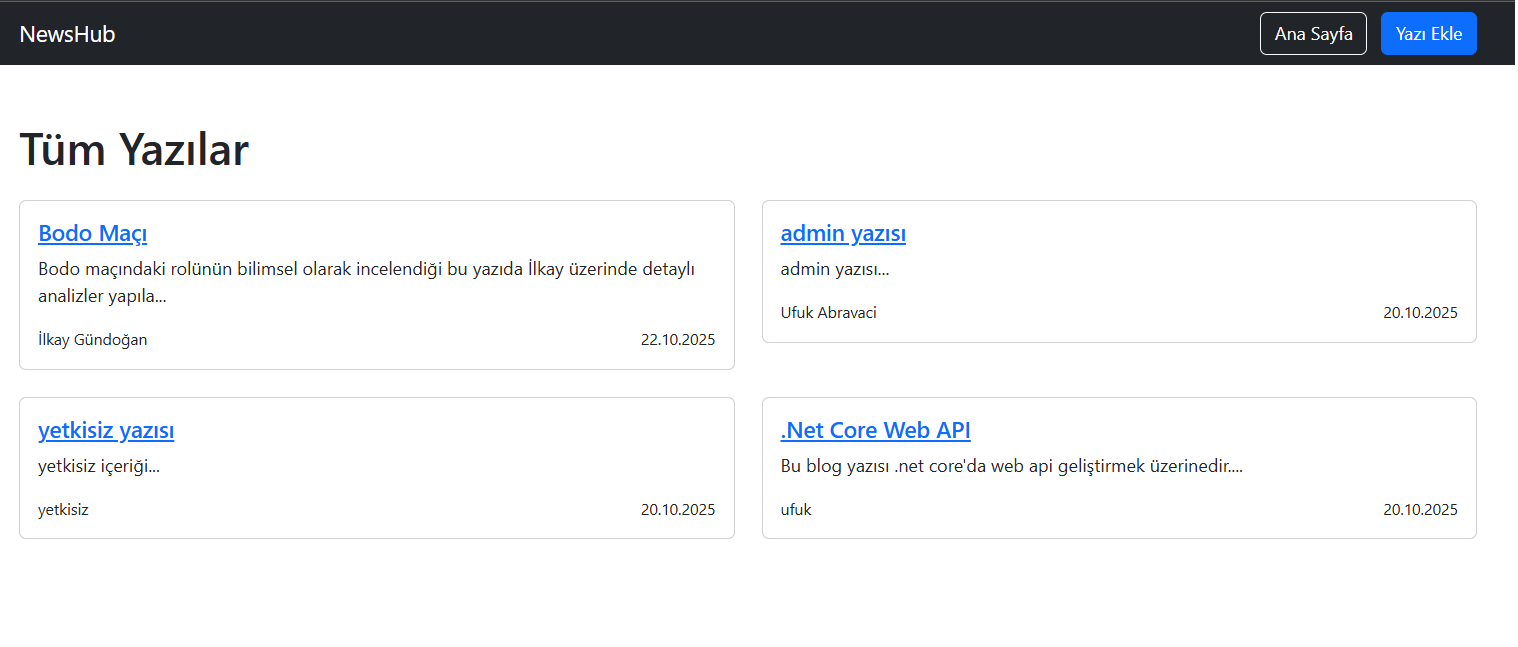 NewsHub
Ana Sayfa
Yazı Ekle
Tüm Yazılar
Bodo Maçı
Bodo maçındaki rolünün bilimsel olarak incelendiği bu yazıda İlkay üzerinde detaylı
analizler yapıla...
İlkay Gündoğan
22.10.2025
admin yazısı
admin yazısı...
Ufuk Abravaci
20.10.2025
yetkisiz yazısı
yetkisiz içeriği...
yetkisiz
20.10.2025
.Net Core Web API
Bu blog yazısı .net core'da web api geliştirmek üzerinedir....
ufuk
20.10.2025